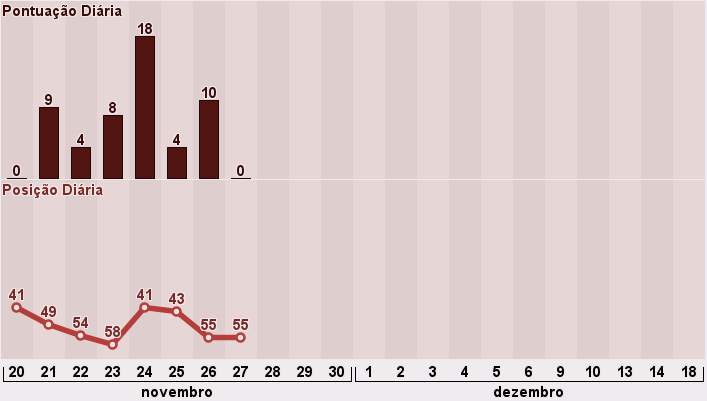 Pontuação Diária
0 9 4 8 18 4 10 0
Posição Diária
41 49 54 58 41 43 55 55
20 21 22 23 24 25 26 27 28 29 30 1 2 3 4 5 6 9 10 13 14 18
novembro dezembro